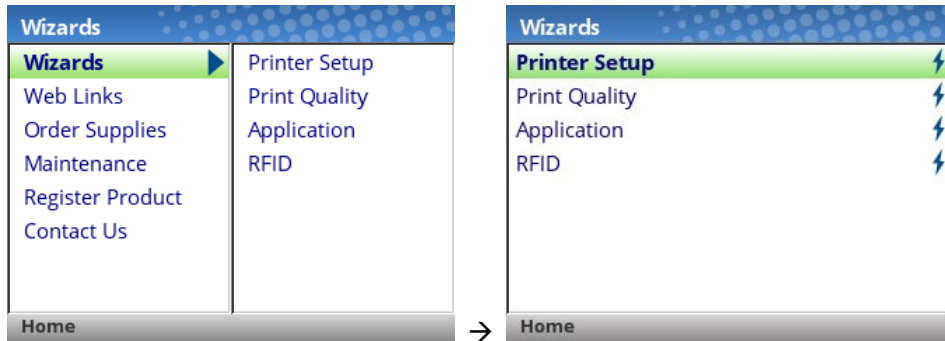 Wizards
Wizards
Web Links
Order Supplies
Maintenance
Register Product
Contact Us
Printer Setup
Print Quality
Application
RFID
Home
→
Wizards
Printer Setup
Print Quality
Application
RFID
Home